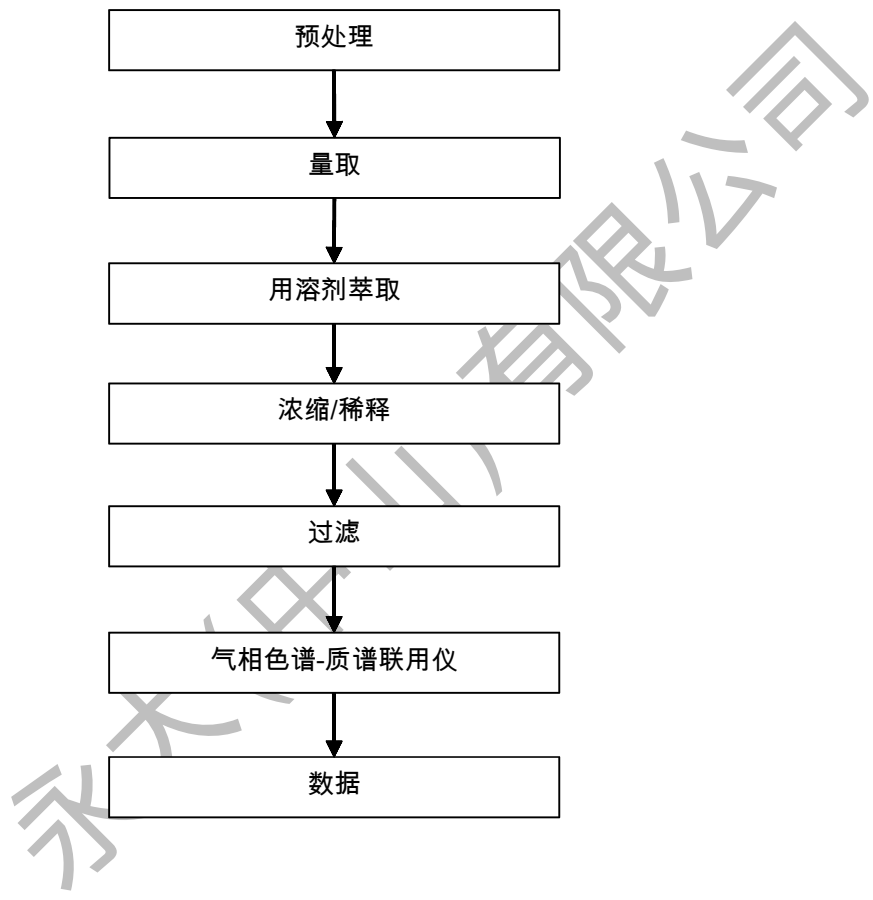 预处理
量取
用溶剂萃取
浓缩/稀释
过滤
气相色谱-质谱联用仪
数据
永大(中山)有限公司